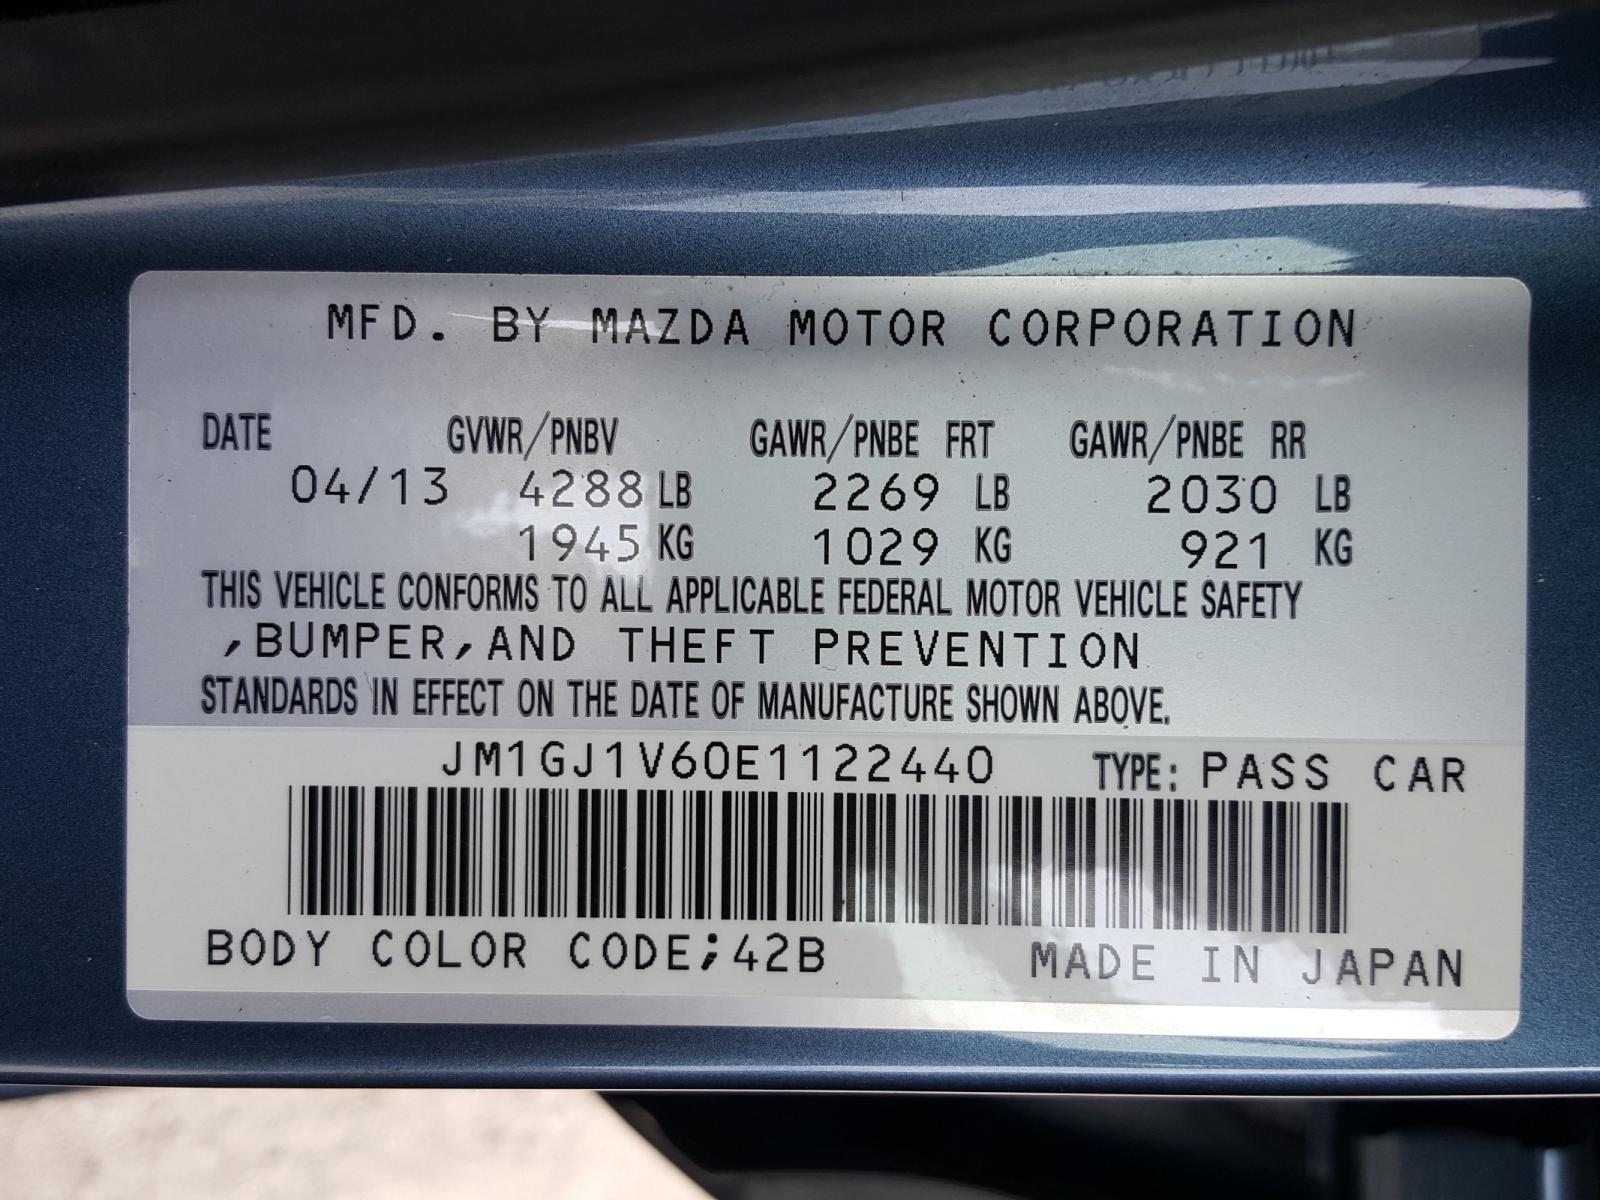 MFD. BY MAZDA MOTOR CORPORATION
DATE GVWR/PNBV GAWR/PNBE FRT GAWR/PNBE RR
04/13 4288 LB 2269 LB 2030 LB
1945 KG 1029 KG 921 KG
THIS VEHICLE CONFORMS TO ALL APPLICABLE FEDERAL MOTOR VEHICLE SAFETY
,BUMPER,AND THEFT PREVENTION
STANDARDS IN EFFECT ON THE DATE OF MANUFACTURE SHOWN ABOVE.
JM1GJ1V60E1122440 TYPE: PASS CAR
BODY COLOR CODE;42B MADE IN JAPAN